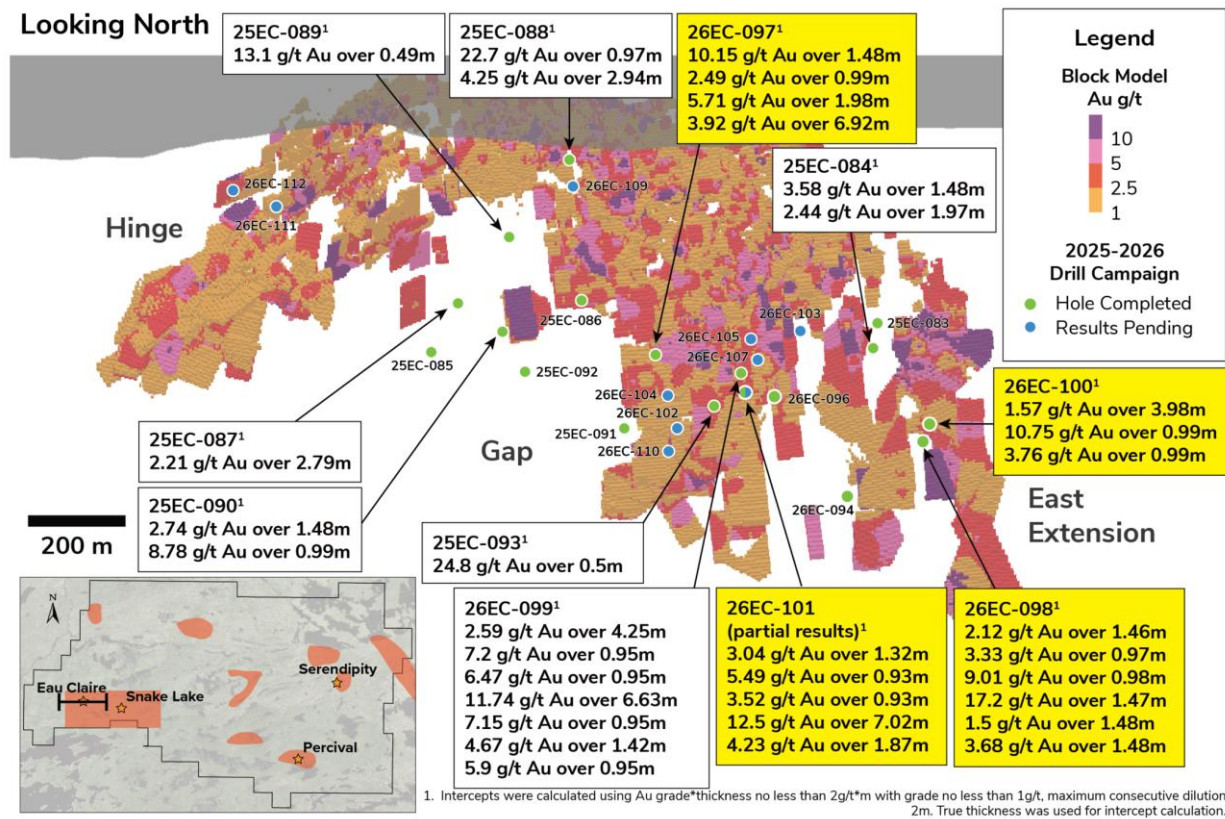 Looking North
25EC-089¹
13.1 g/t Au over 0.49m
25EC-088¹
22.7 g/t Au over 0.97m
4.25 g/t Au over 2.94m
26EC-097¹
10.15 g/t Au over 1.48m
2.49 g/t Au over 0.99m
5.71 g/t Au over 1.98m
3.92 g/t Au over 6.92m
25EC-084¹
3.58 g/t Au over 1.48m
2.44 g/t Au over 1.97m
Legend
Block Model
Au g/t
10
5
2.5
1
2025-2026
Drill Campaign
Hole Completed
Results Pending
26EC-112
26EC-111
Hinge
26EC-109
25EC-086
25EC-085
25EC-092
26EC-103
26EC-105
26EC-107
25EC-083
26EC-104
26EC-102
26EC-096
25EC-091
26EC-110
26EC-094
Gap
East
Extension
25EC-087¹
2.21 g/t Au over 2.79m
25EC-090¹
2.74 g/t Au over 1.48m
8.78 g/t Au over 0.99m
26EC-100¹
1.57 g/t Au over 3.98m
10.75 g/t Au over 0.99m
3.76 g/t Au over 0.99m
200 m
25EC-093¹
24.8 g/t Au over 0.5m
26EC-099¹
2.59 g/t Au over 4.25m
7.2 g/t Au over 0.95m
6.47 g/t Au over 0.95m
11.74 g/t Au over 6.63m
7.15 g/t Au over 0.95m
4.67 g/t Au over 1.42m
5.9 g/t Au over 0.95m
26EC-101
(partial results)¹
3.04 g/t Au over 1.32m
5.49 g/t Au over 0.93m
3.52 g/t Au over 0.93m
12.5 g/t Au over 7.02m
4.23 g/t Au over 1.87m
26EC-098¹
2.12 g/t Au over 1.46m
3.33 g/t Au over 0.97m
9.01 g/t Au over 0.98m
17.2 g/t Au over 1.47m
1.5 g/t Au over 1.48m
3.68 g/t Au over 1.48m
N
Eau Claire
Snake Lake
Serendipity
Percival
1. Intercepts were calculated using Au grade*thickness no less than 2g/t*m with grade no less than 1g/t, maximum consecutive dilution
2m. True thickness was used for intercept calculation.